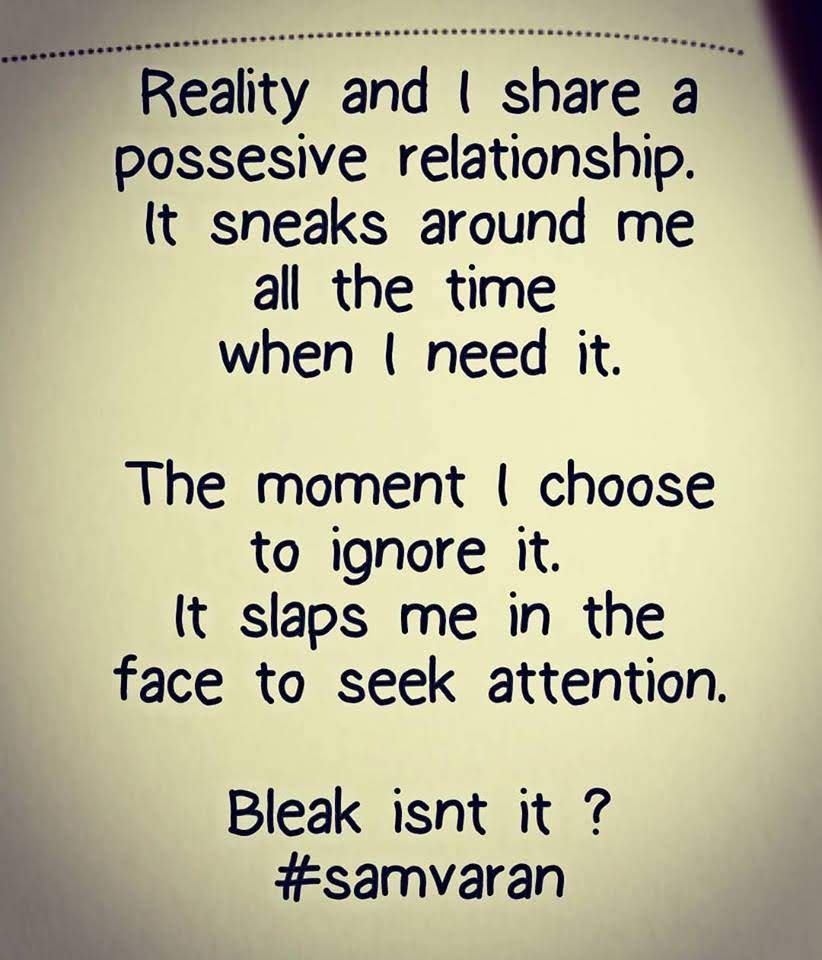 Reality and I share a
possesive relationship.
It sneaks around me
all the time
when I need it.
The moment I choose
to ignore it.
It slaps me in the
face to seek attention.
Bleak isnt it ?
#samvaran